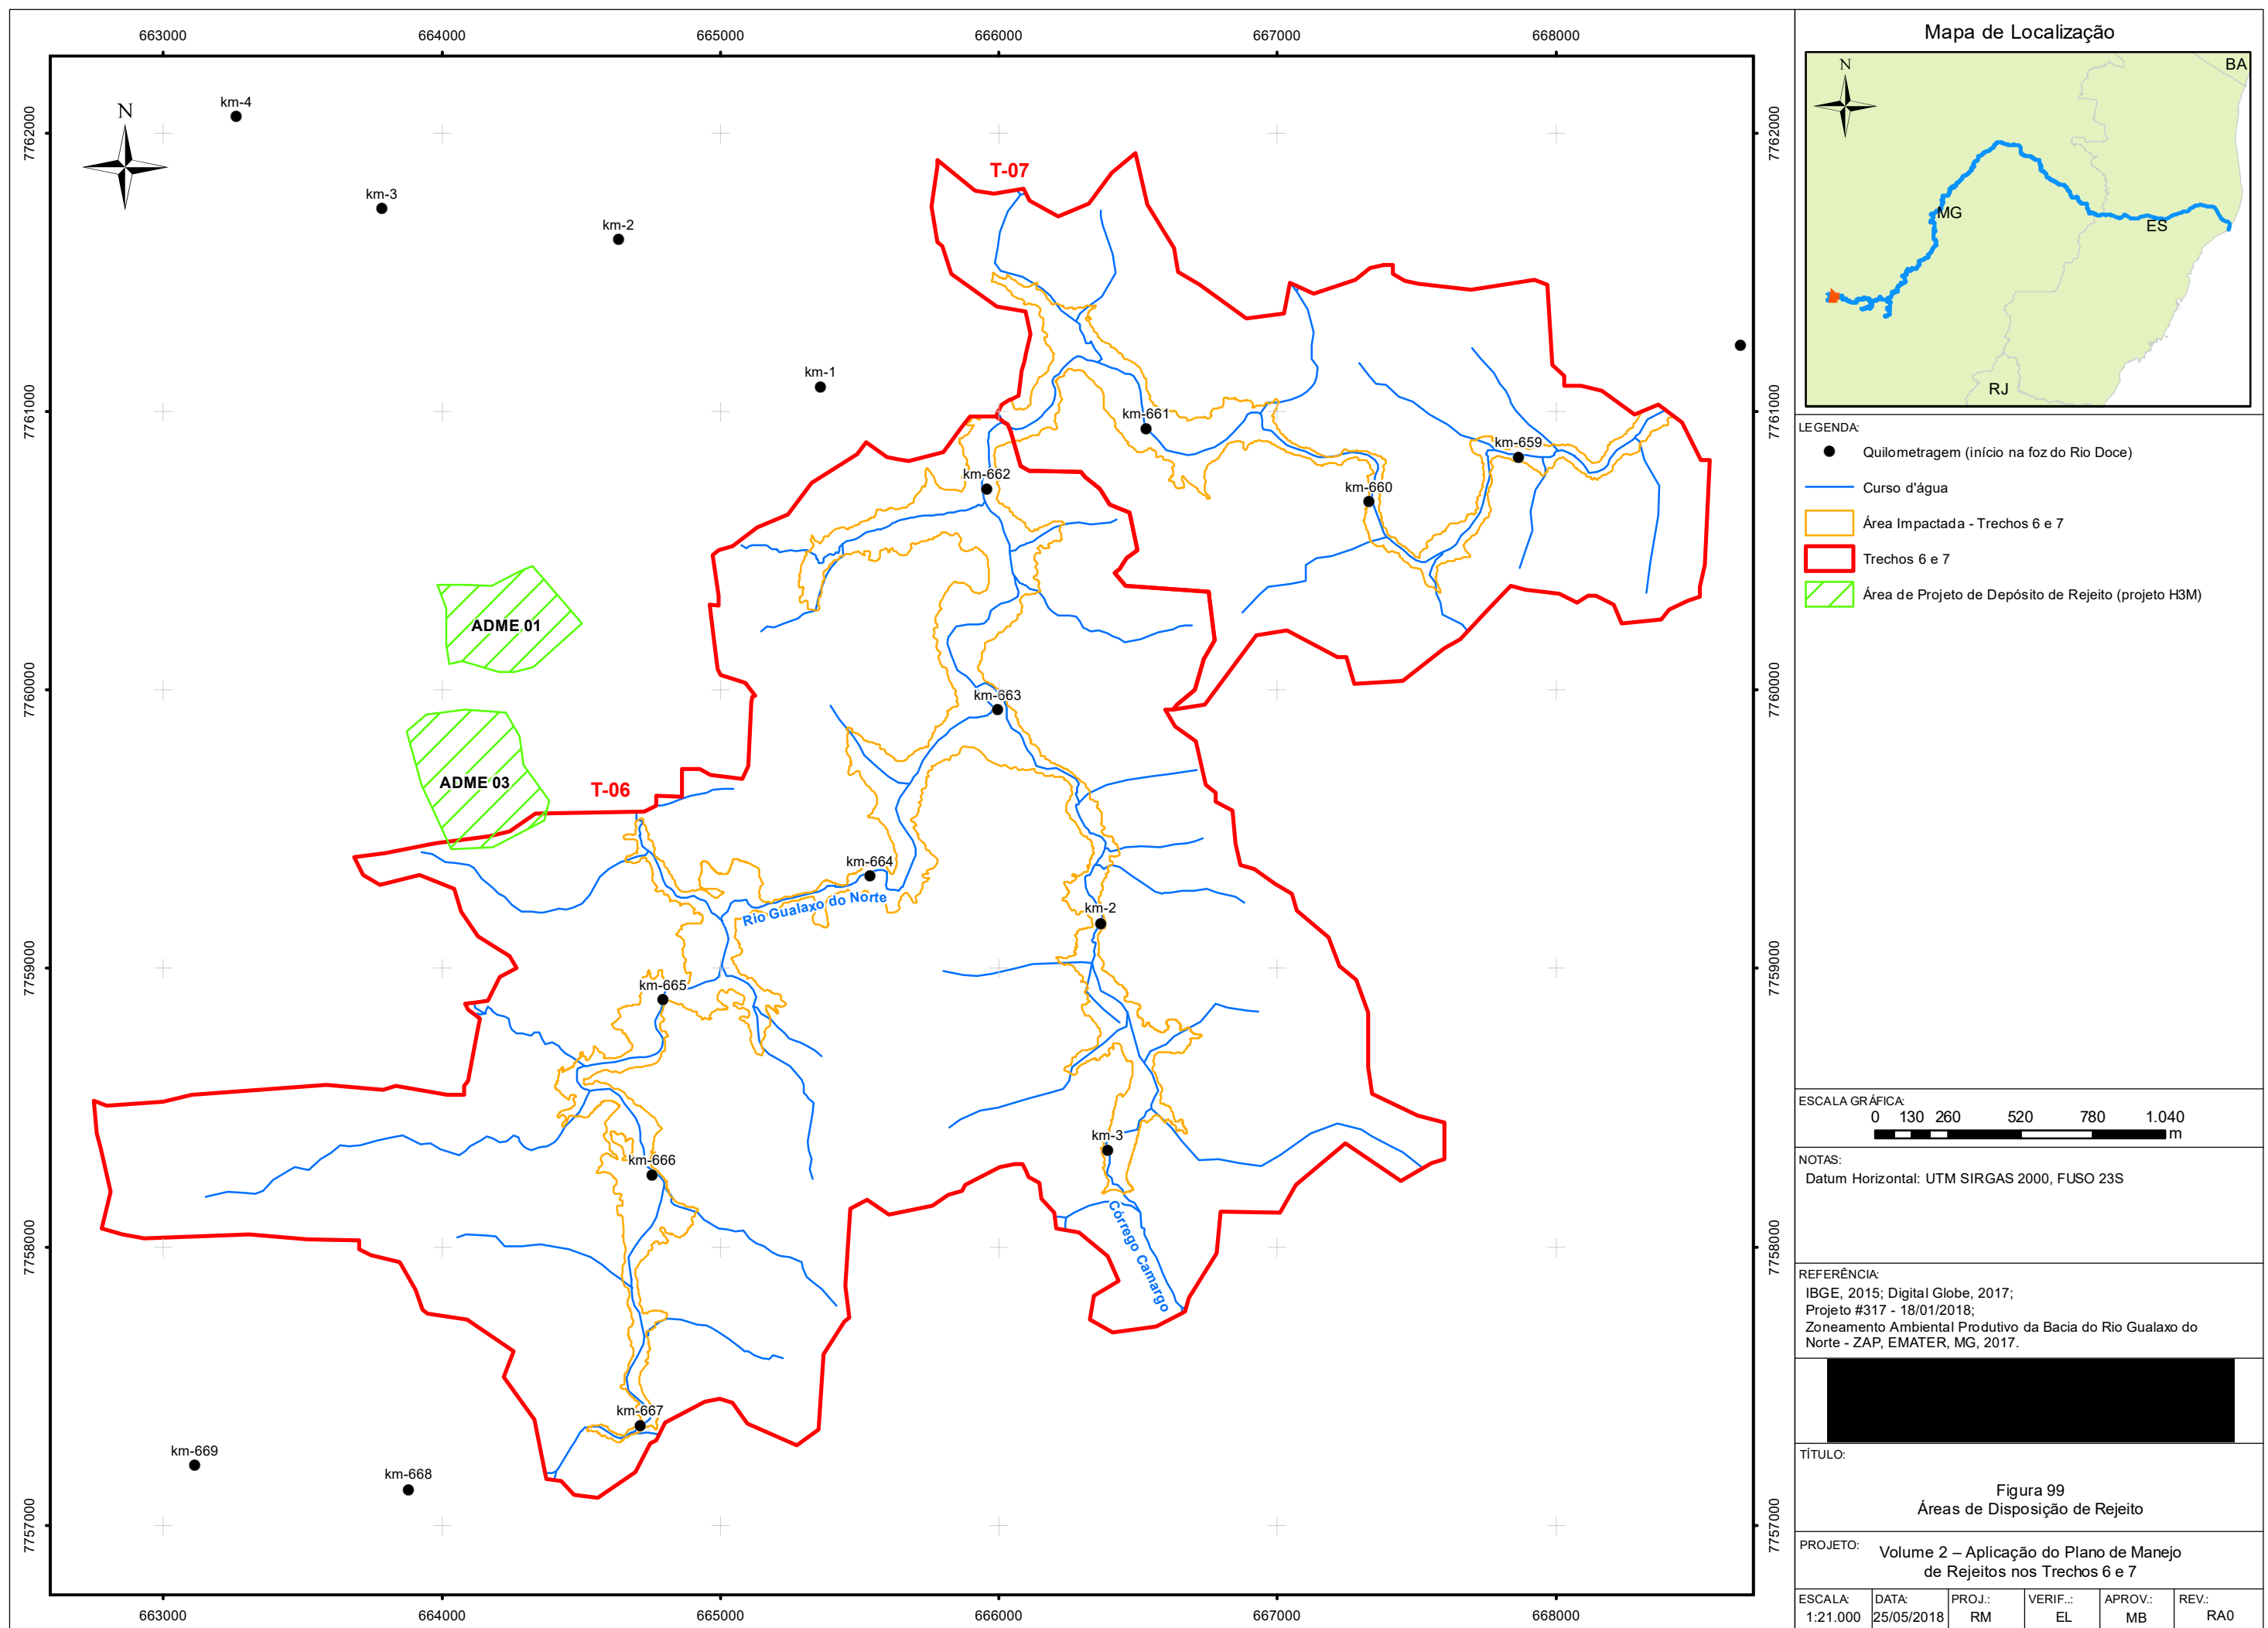 663000
664000
665000
666000
667000
668000
7762000
7762000
7761000
7761000
7760000
7760000
7759000
7759000
7758000
7758000
7757000
7757000
N
km-4
km-3
km-2
km-1
T-07
km-661
km-659
km-662
km-660
ADME 01
km-663
ADME 03
T-06
km-664
Rio Gualaxo do Norte
km-2
km-665
km-3
km-666
Córrego Camargo
km-667
km-669
km-668
663000
664000
665000
666000
667000
668000
Mapa de Localização
N
BA
MG
ES
RJ
LEGENDA:
Quilometragem (início na foz do Rio Doce)
Curso d'água
Área Impactada - Trechos 6 e 7
Trechos 6 e 7
Área de Projeto de Depósito de Rejeito (projeto H3M)
ESCALA GRÁFICA:
0 130 260 520 780 1.040
m
NOTAS:
Datum Horizontal: UTM SIRGAS 2000, FUSO 23S
REFERÊNCIA:
IBGE, 2015; Digital Globe, 2017;
Projeto #317 - 18/01/2018;
Zoneamento Ambiental Produtivo da Bacia do Rio Gualaxo do
Norte - ZAP, EMATER, MG, 2017.
TÍTULO:
Figura 99
Áreas de Disposição de Rejeito
PROJETO:
Volume 2 – Aplicação do Plano de Manejo
de Rejeitos nos Trechos 6 e 7
ESCALA: DATA: PROJ.: VERIF..: APROV.: REV.:
1:21.000 25/05/2018 RM EL MB RA0